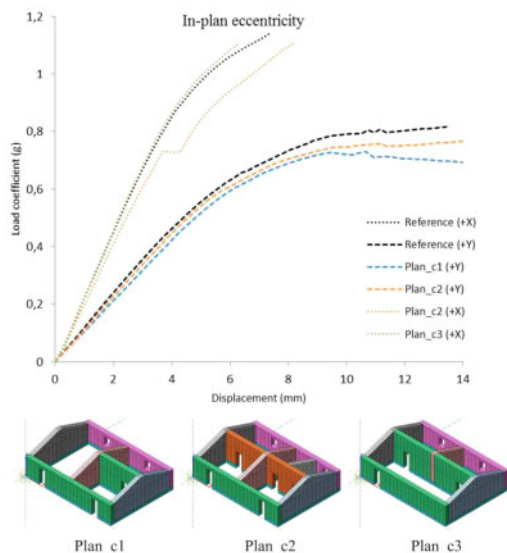 In-plan eccentricity
1,2
1
0,8
0,6
0,4
0,2
0
Load coefficient (g)
0
2
4
6
8
10
12
14
Displacement (mm)
Reference (+X)
Reference (+Y)
Plan_c1 (+Y)
Plan_c2 (+Y)
Plan_c2 (+X)
Plan_c3 (+X)
Plan c1
Plan c2
Plan c3